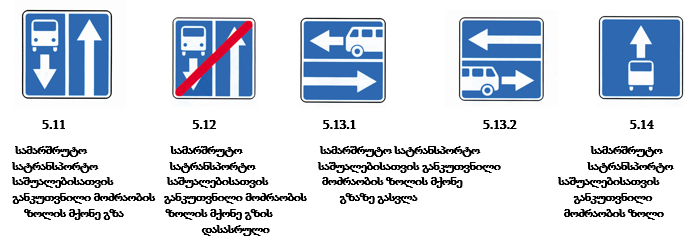 5.11
5.12
5.13.1
5.13.2
5.14
სამარშრუტო
სატრანსპორტო
საშუალებისათვის
განკუთვნილი მოძრაობის
ზოლის მქონე გზა
სამარშრუტო
სატრანსპორტო
საშუალებისათვის
განკუთვნილი მოძრაობის
ზოლის მქონე გზის
დასასრული
სამარშრუტო სატრანსპორტო
საშუალებისათვის განკუთვნილი
მოძრაობის ზოლის მქონე
გზაზე გასვლა
სამარშრუტო
სატრანსპორტო
საშუალებისათვის
განკუთვნილი
მოძრაობის ზოლი